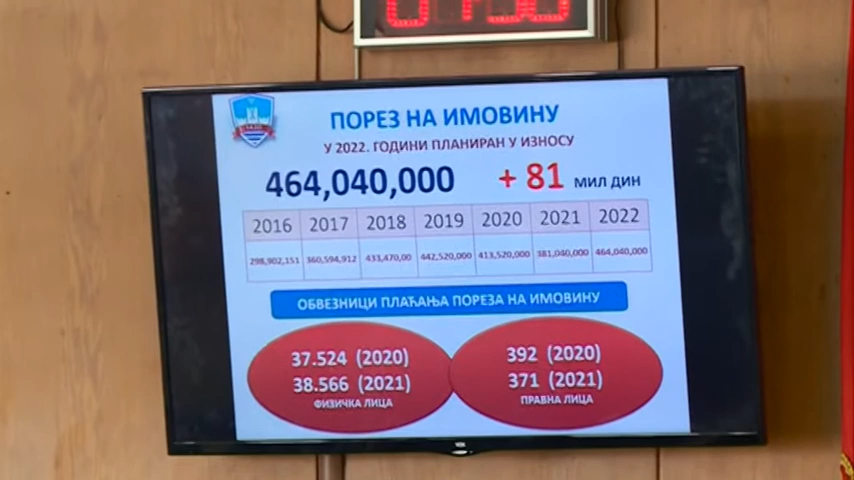 ПОРЕЗ НА ИМОВИНУ
У 2022. ГОДИНИ ПЛАНИРАН У ИЗНОСУ
464,040,000 + 81 МИЛ ДИН
2016 2017 2018 2019 2020 2021 2022
298,902,151 360,594,912 433,470,00 442,520,000 413,520,000 381,040,000 464,040,000
ОБВЕЗНИЦИ ПЛАЋАЊА ПОРЕЗА НА ИМОВИНУ
37.524 (2020) 392 (2020)
38.566 (2021) 371 (2021)
ФИЗИЧКА ЛИЦА ПРАВНА ЛИЦА